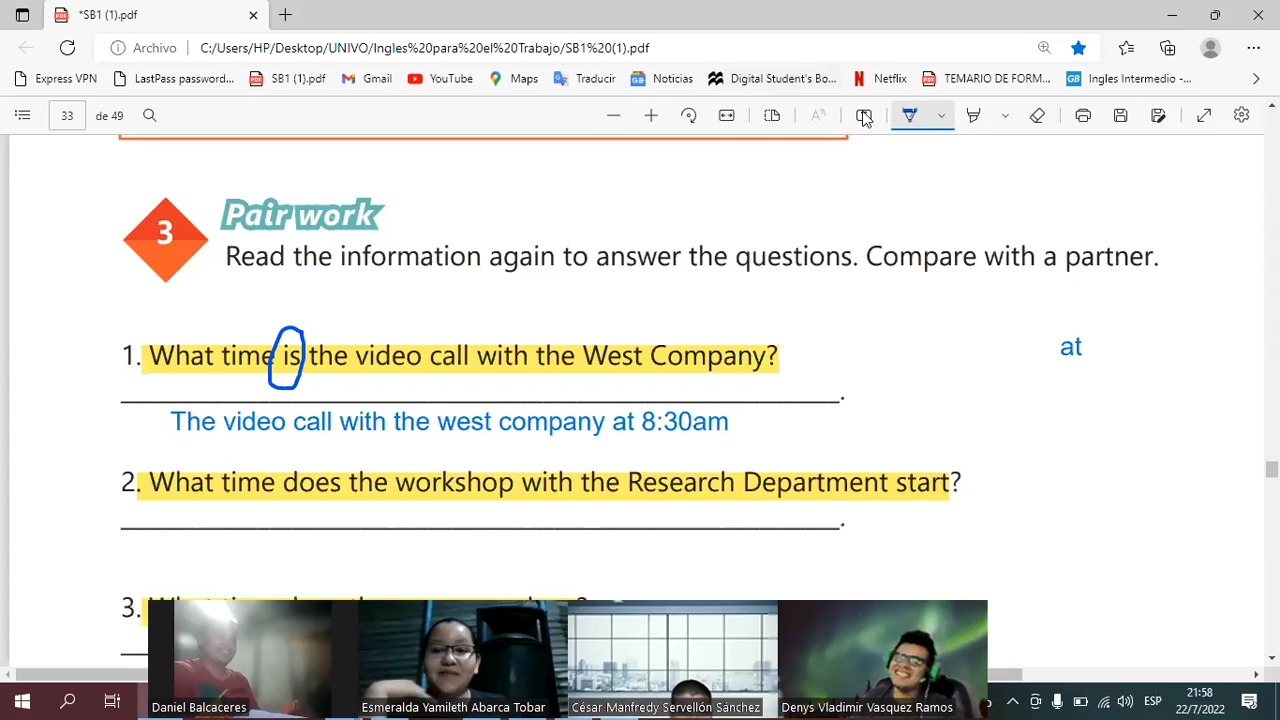 *SB1 (1).pdf
Archivo
C:/Users/HP/Desktop/UNIVO/Ingles%20para%20el%20Trabajo/SB1%20(1).pdf
Express VPN
LastPass password...
SB1 (1).pdf
Gmail
YouTube
Maps
Traducir
Noticias
Digital Student's Bo...
Netflix
TEMARIO DE FORM...
Ingles Intermedio -...
33
de 49
3
Pair work
Read the information again to answer the questions. Compare with a partner.
1. What time is the video call with the West Company?
at
The video call with the west company at 8:30am
2. What time does the workshop with the Research Department start?
3.
Daniel Balcaceres
Esmeralda Yamileth Abarca Tobar
César Manfredy Servellón Sánchez
Denys Vladimir Vasquez Ramos
ESP
21:58
22/7/2022